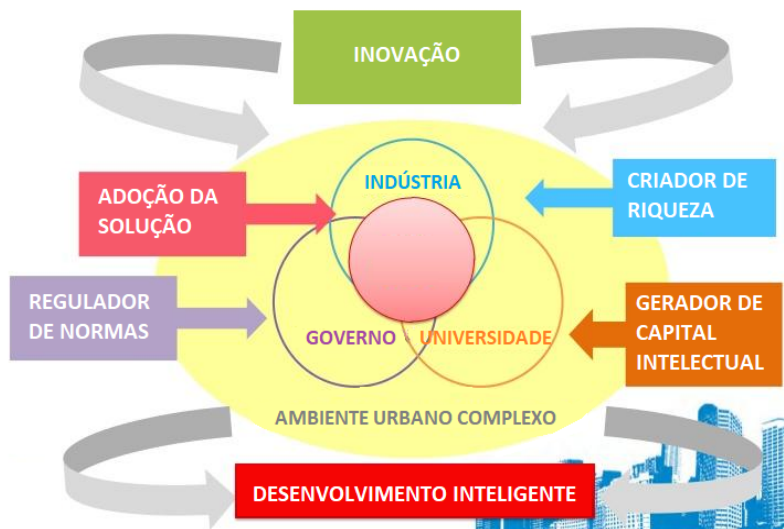 INOVAÇÃO
INDÚSTRIA
ADOÇÃO DA
SOLUÇÃO
CRIADOR DE
RIQUEZA
REGULADOR
DE NORMAS
GERADOR DE
CAPITAL
INTELECTUAL
GOVERNO
UNIVERSIDADE
AMBIENTE URBANO COMPLEXO
DESENVOLVIMENTO INTELIGENTE